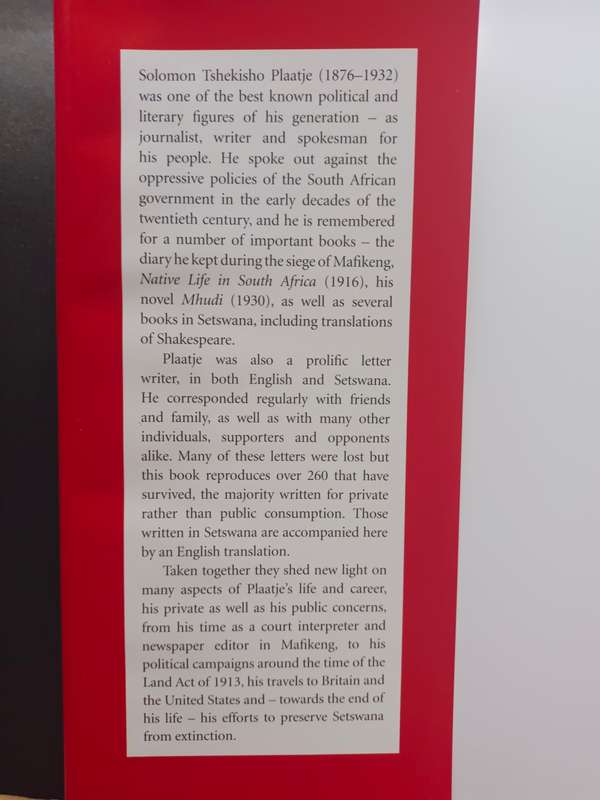 Solomon Tshekisho Plaatje (1876–1932)
was one of the best known political and
literary figures of his generation – as
journalist, writer and spokesman for
his people. He spoke out against the
oppressive policies of the South African
government in the early decades of the
twentieth century, and he is remembered
for a number of important books – the
diary he kept during the siege of Mafikeng,
Native Life in South Africa (1916), his
novel Mhudi (1930), as well as several
books in Setswana, including translations
of Shakespeare.
Plaatje was also a prolific letter
writer, in both English and Setswana.
He corresponded regularly with friends
and family, as well as with many other
individuals, supporters and opponents
alike. Many of these letters were lost but
this book reproduces over 260 that have
survived, the majority written for private
rather than public consumption. Those
written in Setswana are accompanied here
by an English translation.
Taken together they shed new light on
many aspects of Plaatje's life and career,
his private as well as his public concerns,
from his time as a court interpreter and
newspaper editor in Mafikeng, to his
political campaigns around the time of the
Land Act of 1913, his travels to Britain and
the United States and – towards the end of
his life – his efforts to preserve Setswana
from extinction.